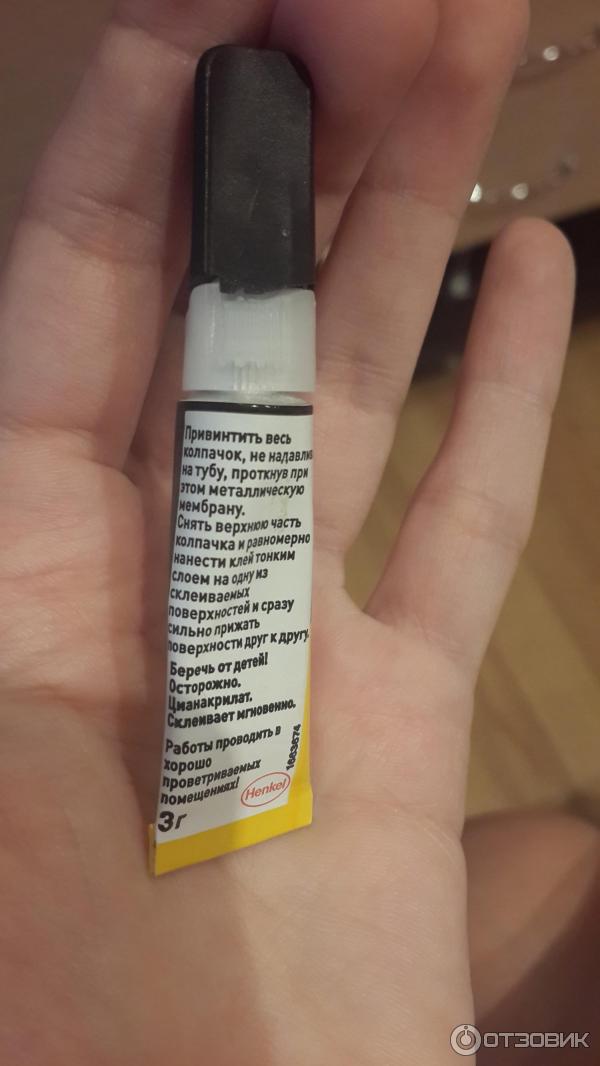 Привинтить весь
колпачок, не надавлив
на тубу, проткнув при
этом металлическую
мембрану.
Снять верхнюю часть
колпачка и равномерно
нанести клей тонким
слоем на одну из
склеиваемых
поверхностей и сразу
сильно прижать
поверхности друг к другу.
Беречь от детей!
Осторожно.
Цианакрилат.
Склеивает мгновенно.
Работы проводить в
хорошо
проветриваемых
помещениях!
3 г
Henkel
1663674
ОТЗОВИК